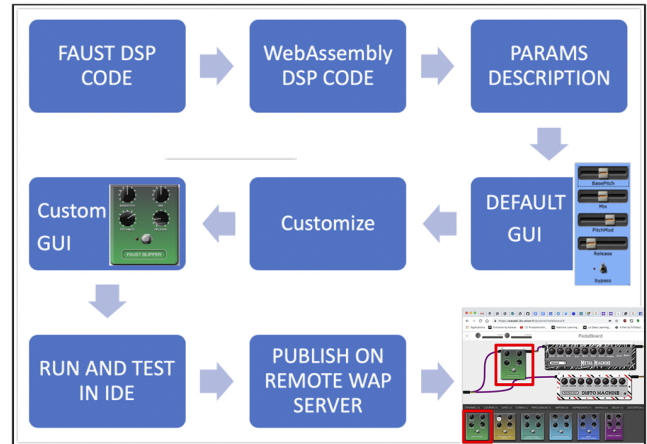 FAUST DSP
CODE
WebAssembly
DSP CODE
PARAMS
DESCRIPTION
Custom
GUI
FAUST BLIPPER
Customize
DEFAULT
GUI
BasePitch
Mix
PitchMod
Release
Bypass
RUN AND TEST
IN IDE
PUBLISH ON
REMOTE WAP
SERVER
PedalBoard
METAL MACHINE
DISTO MACHINE